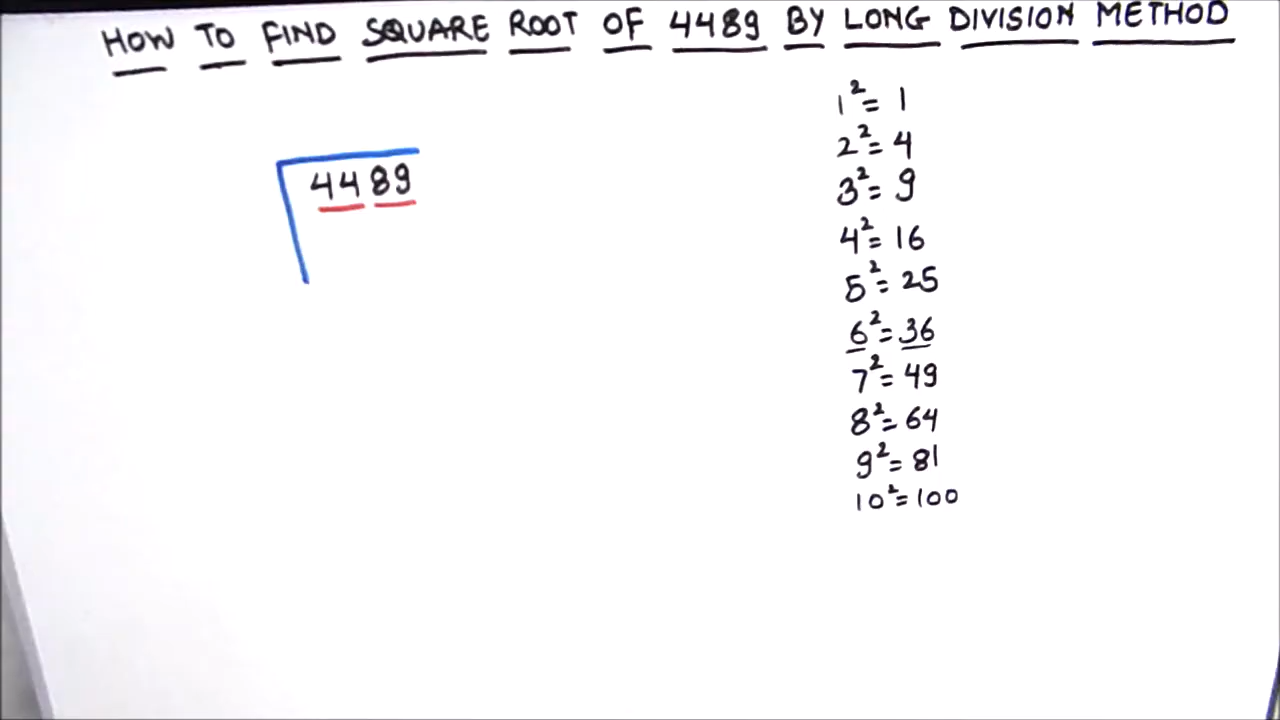 HOW TO FIND SQUARE ROOT OF 4489 BY LONG DIVISION METHOD
4489
1² = 1
2² = 4
3² = 9
4² = 16
5² = 25
6² = 36
7² = 49
8² = 64
9² = 81
10² = 100